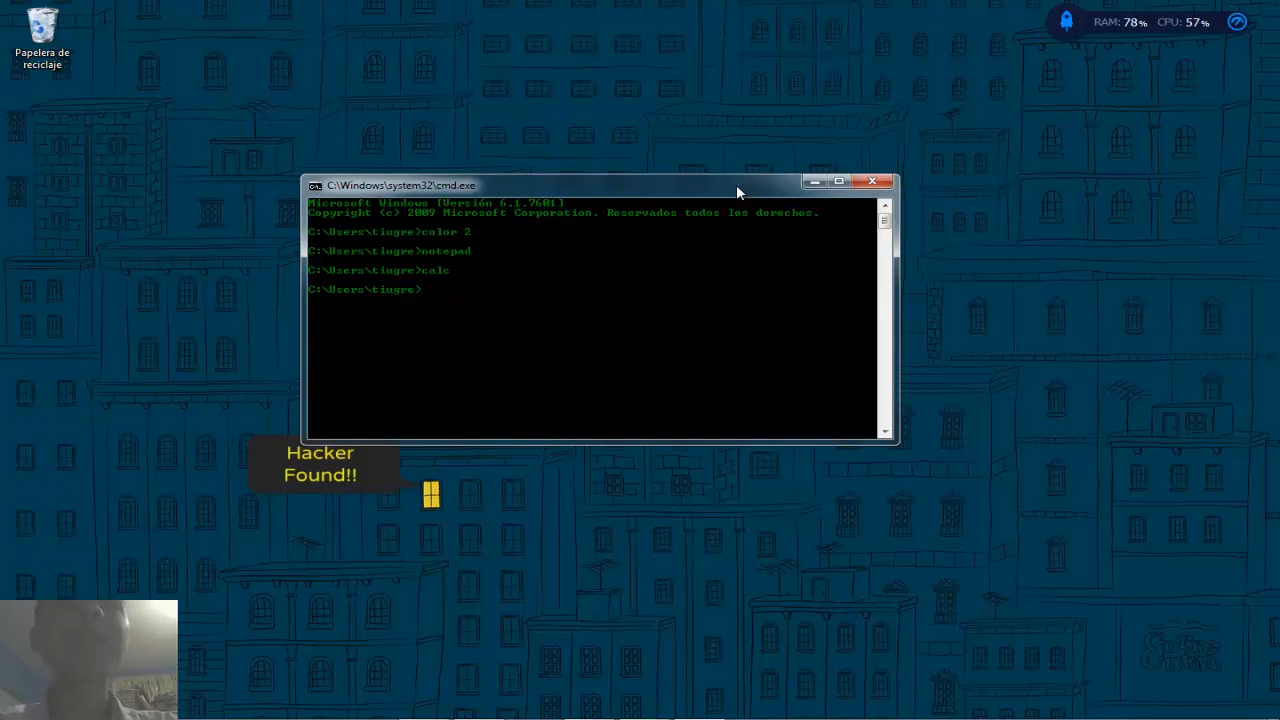 Papelera de
reciclaje
RAM: 78% CPU: 57%
C:\Windows\system32\cmd.exe
Microsoft Windows [Versión 6.1.7601]
Copyright (c) 2009 Microsoft Corporation. Reservados todos los derechos.
C:\Users\tiugre>color 2
C:\Users\tiugre>notepad
C:\Users\tiugre>calc
C:\Users\tiugre>
Hacker
Found!!